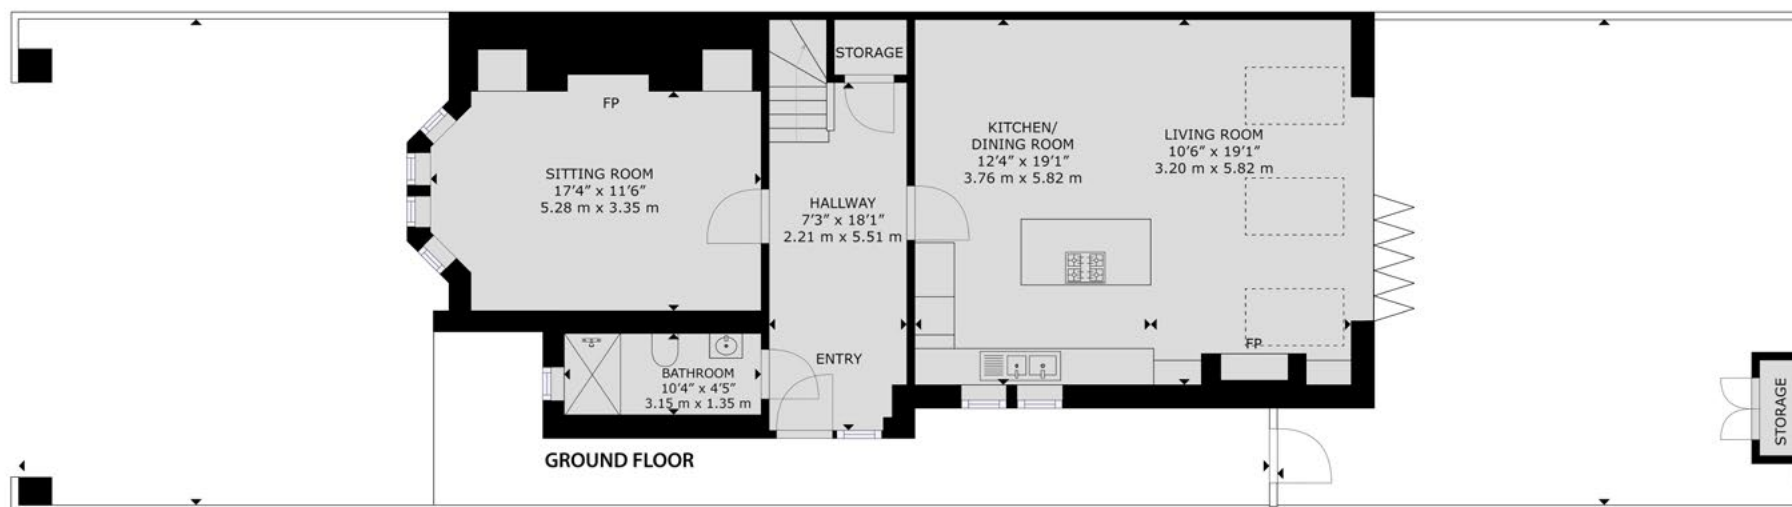 STORAGE
FP
SITTING ROOM
17'4" x 11'6"
5.28 m x 3.35 m
HALLWAY
7'3" x 18'1"
2.21 m x 5.51 m
KITCHEN/
DINING ROOM
12'4" x 19'1"
3.76 m x 5.82 m
LIVING ROOM
10'6" x 19'1"
3.20 m x 5.82 m
FP
ENTRY
BATHROOM
10'4" x 4'5"
3.15 m x 1.35 m
STORAGE
GROUND FLOOR